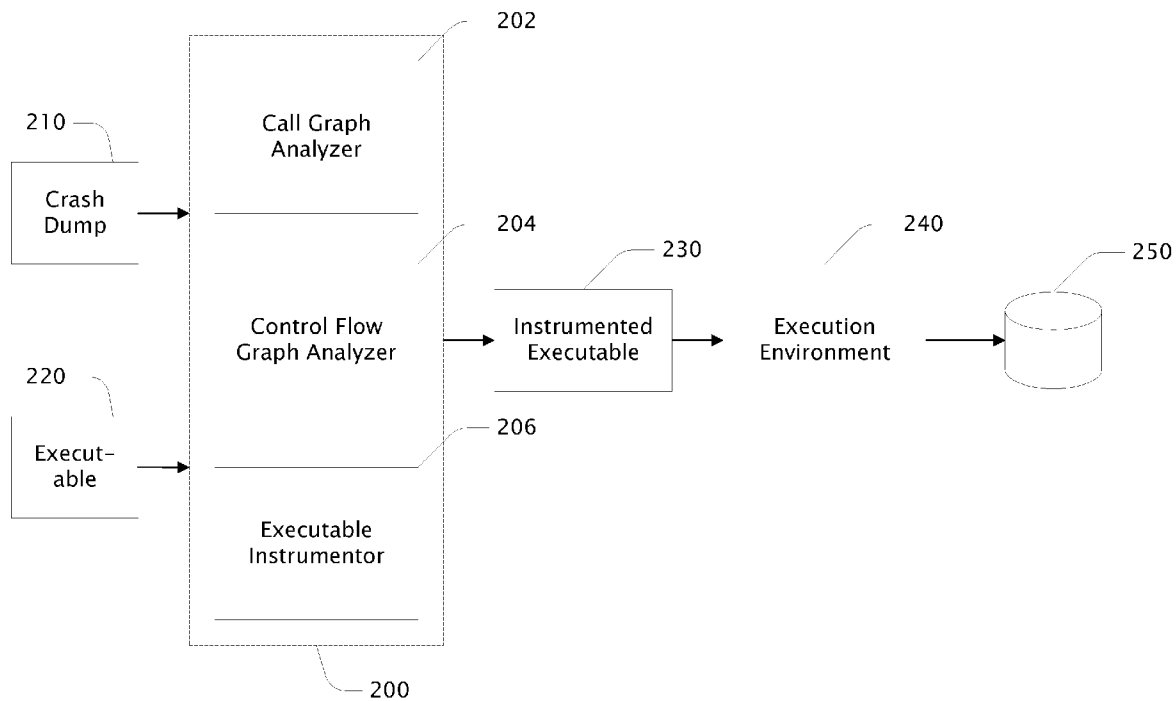 202
210
Call Graph
Analyzer
Crash
Dump
204
240
230
250
Control Flow
Graph Analyzer
Instrumented
Executable
Execution
Environment
220
206
Execut-
able
Executable
Instrumentor
200